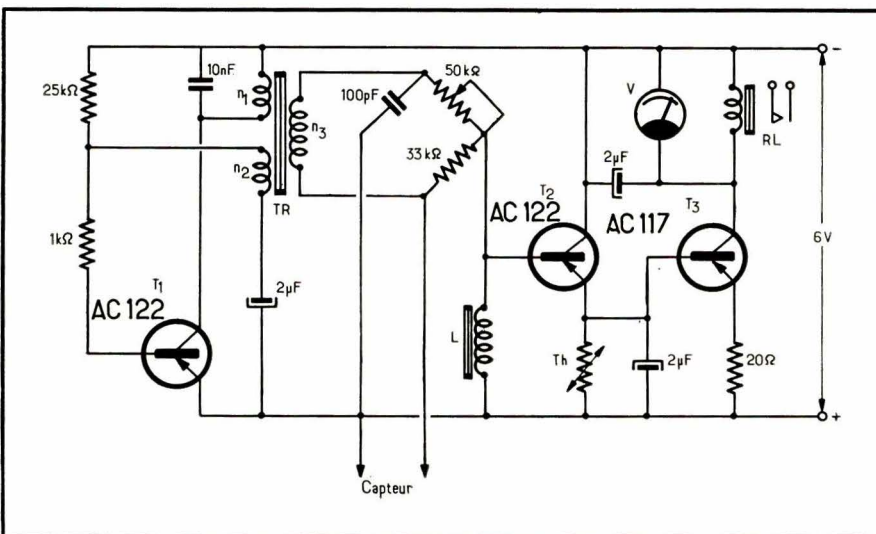 25kΩ
10nF
n1
n2
n3
TR
100pF
50kΩ
33kΩ
1kΩ
T1
AC 122
2μF
L
Capteur
T2
AC 122
Th
2μF
2μF
AC 117
T3
20Ω
V
RL
-
6V
+